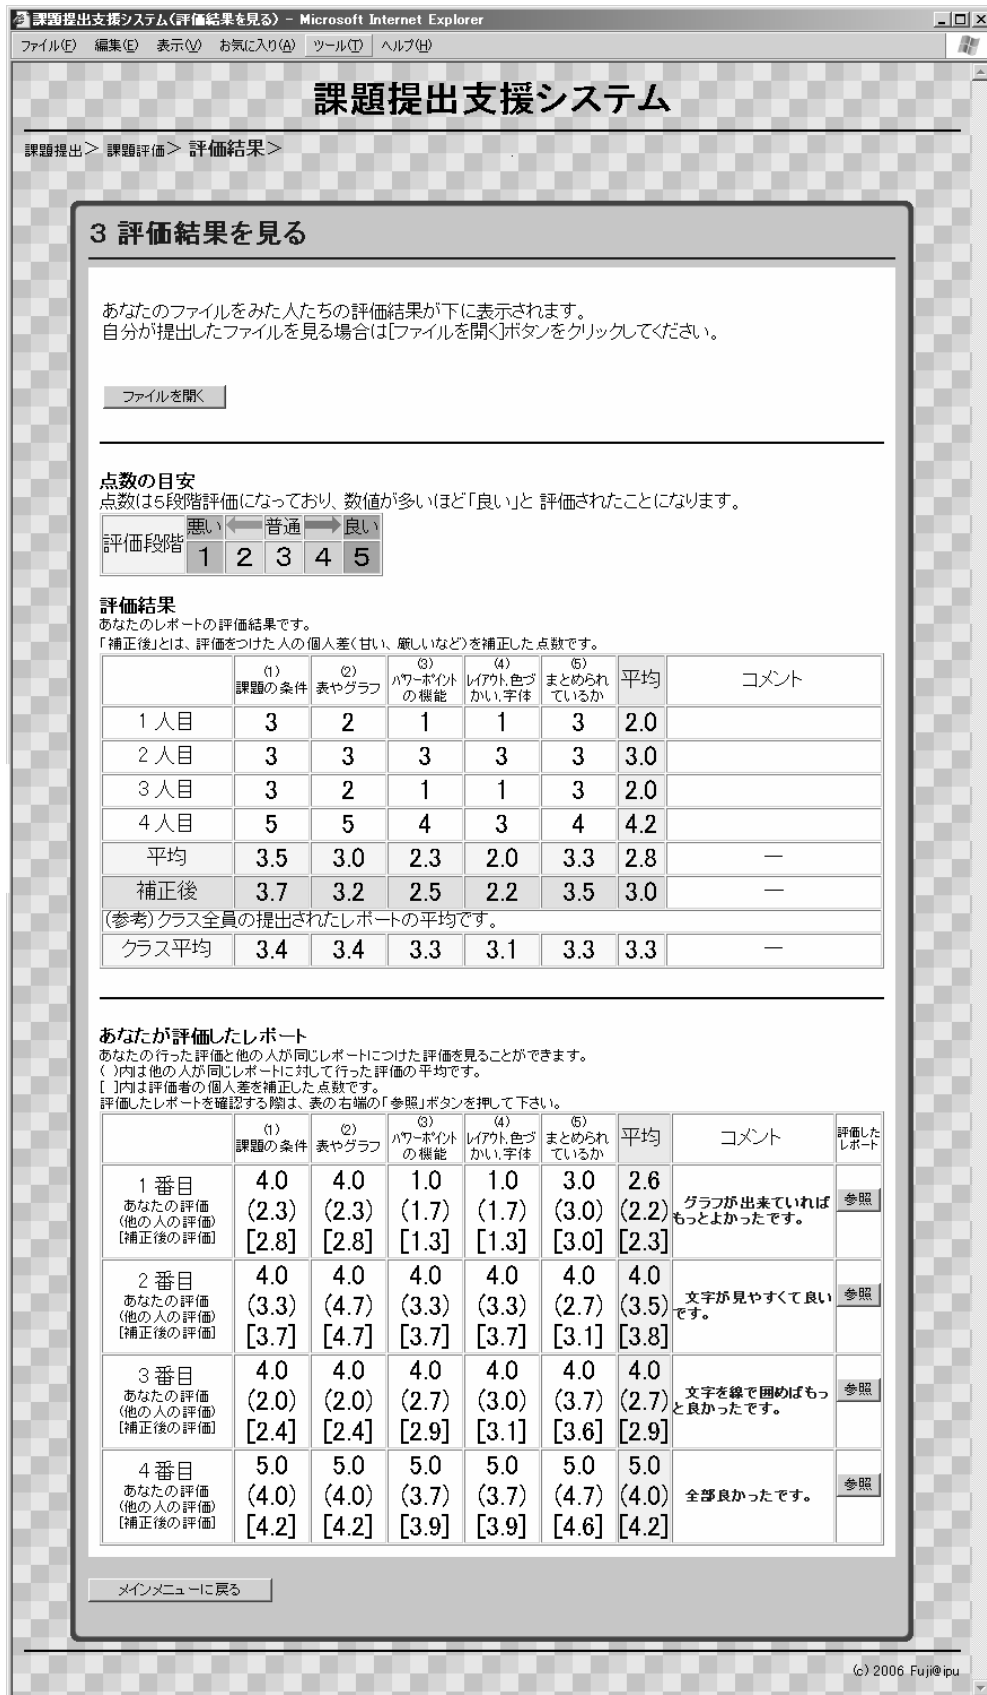 課題提出支援システム(評価結果を見る) - Microsoft Internet Explorer
ファイル(F) 編集(E) 表示(V) お気に入り(A) ツール(T) ヘルプ(H)
課題提出支援システム
課題提出> 課題評価> 評価結果>
3 評価結果を見る
あなたのファイルをみた人たちの評価結果が下に表示されます。
自分が提出したファイルを見る場合は[ファイルを開く]ボタンをクリックしてください。
ファイルを開く
点数の目安
点数は5段階評価になっており、数値が多いほど「良い」と 評価されたことになります。
評価段階 悪い 普通 良い
1 2 3 4 5
評価結果
あなたのレポートの評価結果です。
「補正後」とは、評価をつけた人の個人差(甘い、厳しいなど)を補正した点数です。
(1) 課題の条件 (2) 表やグラフ (3) パワーポイントの機能 (4) レイアウト,色づかい,字体 (5) まとめられているか 平均 コメント
1人目 3 2 1 1 3 2.0
2人目 3 3 3 3 3 3.0
3人目 3 2 1 1 3 2.0
4人目 5 5 4 3 4 4.2
平均 3.5 3.0 2.3 2.0 3.3 2.8 —
補正後 3.7 3.2 2.5 2.2 3.5 3.0 —
(参考)クラス全員の提出されたレポートの平均です。
クラス平均 3.4 3.4 3.3 3.1 3.3 3.3 —
あなたが評価したレポート
あなたの行った評価と他の人が同じレポートにつけた評価を見ることができます。
( )内は他の人が同じレポートに対して行った評価の平均です。
[ ]内は評価者の個人差を補正した点数です。
評価したレポートを確認する際は、表の右端の「参照」ボタンを押して下さい。
(1) 課題の条件 (2) 表やグラフ (3) パワーポイントの機能 (4) レイアウト,色づかい,字体 (5) まとめられているか 平均 コメント 評価したレポート
1番目 4.0 4.0 1.0 1.0 3.0 2.6 グラフが出来ていればもっとよかったです。 参照
あなたの評価
(他の人の評価) (2.3) (2.3) (1.7) (1.7) (3.0) (2.2)
[補正後の評価] [2.8] [2.8] [1.3] [1.3] [3.0] [2.3]
2番目 4.0 4.0 4.0 4.0 4.0 4.0 文字が見やすくて良いです。 参照
あなたの評価
(他の人の評価) (3.3) (4.7) (3.3) (3.3) (2.7) (3.5)
[補正後の評価] [3.7] [4.7] [3.7] [3.7] [3.1] [3.8]
3番目 4.0 4.0 4.0 4.0 4.0 4.0 文字を線で囲めばもっと良かったです。 参照
あなたの評価
(他の人の評価) (2.0) (2.0) (2.7) (3.0) (3.7) (2.7)
[補正後の評価] [2.4] [2.4] [2.9] [3.1] [3.6] [2.9]
4番目 5.0 5.0 5.0 5.0 5.0 5.0 全部良かったです。 参照
あなたの評価
(他の人の評価) (4.0) (4.0) (3.7) (3.7) (4.7) (4.0)
[補正後の評価] [4.2] [4.2] [3.9] [3.9] [4.6] [4.2]
メインメニューに戻る
(c) 2006 Fuji@ipu